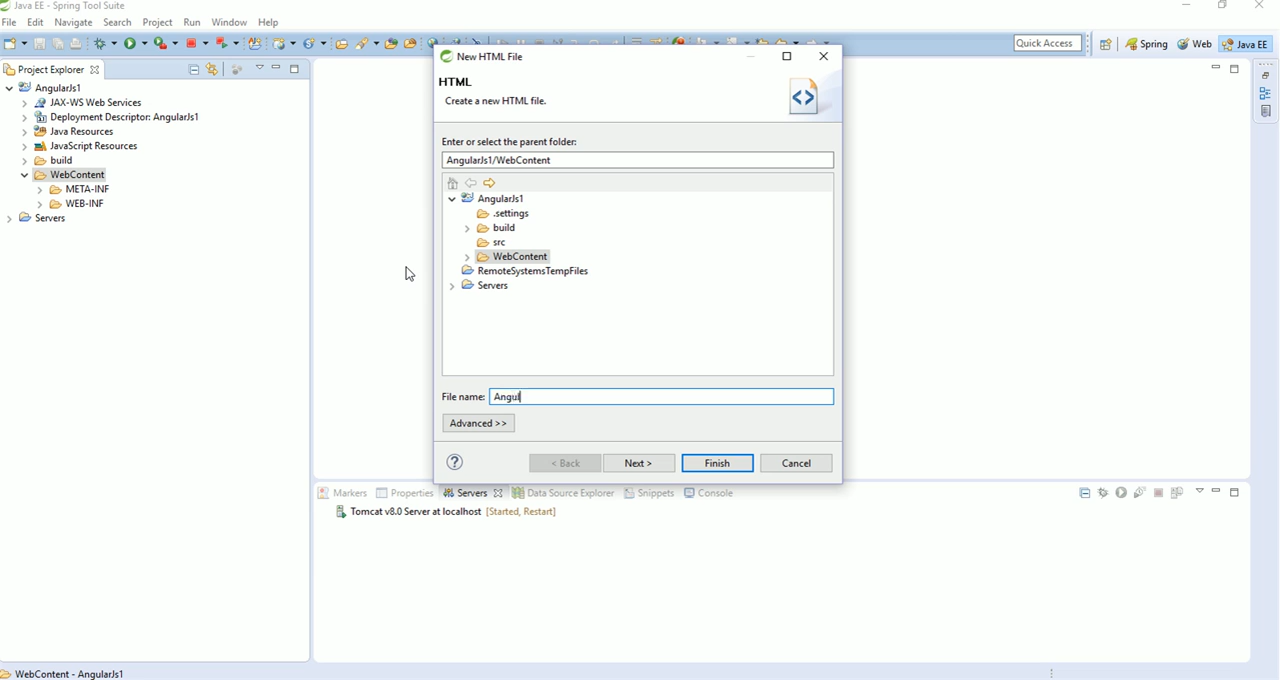 Java EE - Spring Tool Suite
File Edit Navigate Search Project Run Window Help
Quick Access Spring Web Java EE
Project Explorer
AngularJs1
JAX-WS Web Services
Deployment Descriptor: AngularJs1
Java Resources
JavaScript Resources
build
WebContent
META-INF
WEB-INF
Servers
New HTML File
HTML
Create a new HTML file.
Enter or select the parent folder:
AngularJs1/WebContent
AngularJs1
.settings
build
src
WebContent
RemoteSystemsTempFiles
Servers
File name: Angul
Advanced >>
< Back Next > Finish Cancel
Markers Properties Servers Data Source Explorer Snippets Console
Tomcat v8.0 Server at localhost [Started, Restart]
WebContent - AngularJs1